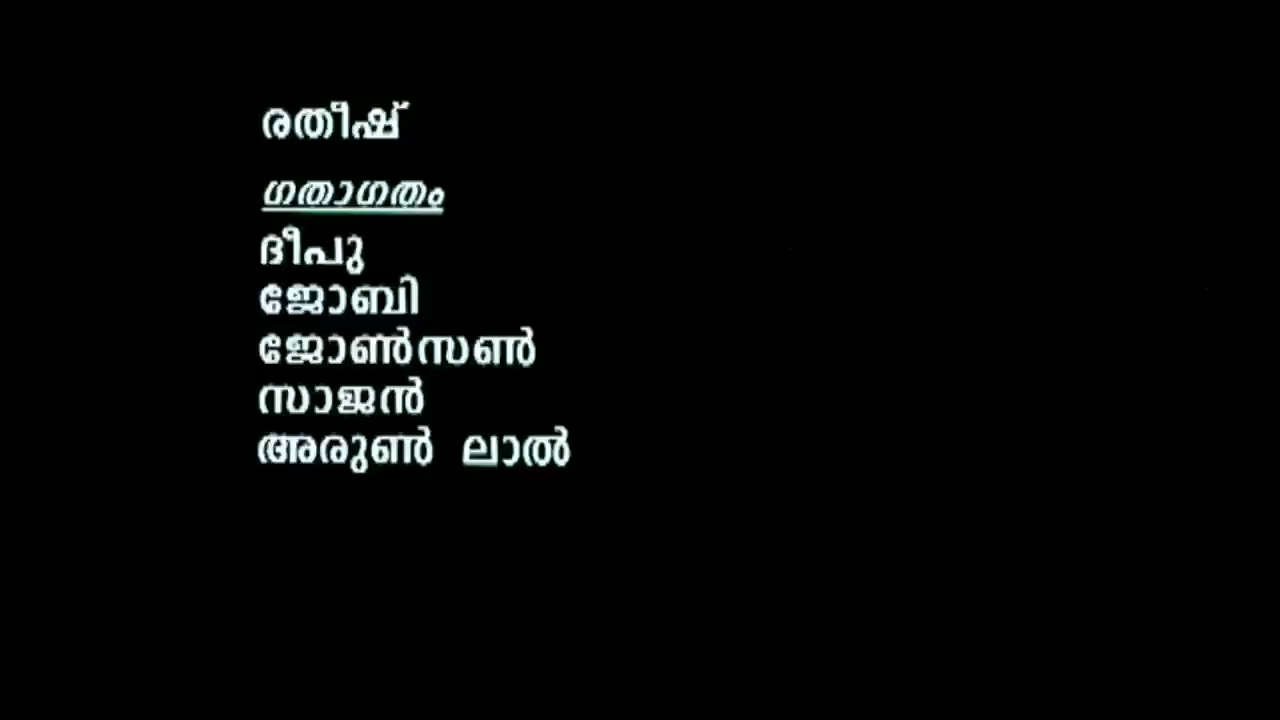 രതീഷ്
ഗതാഗതം
ദീപു
ജോബി
ജോൺസൺ
സാജൻ
അരുൺ ലാൽ